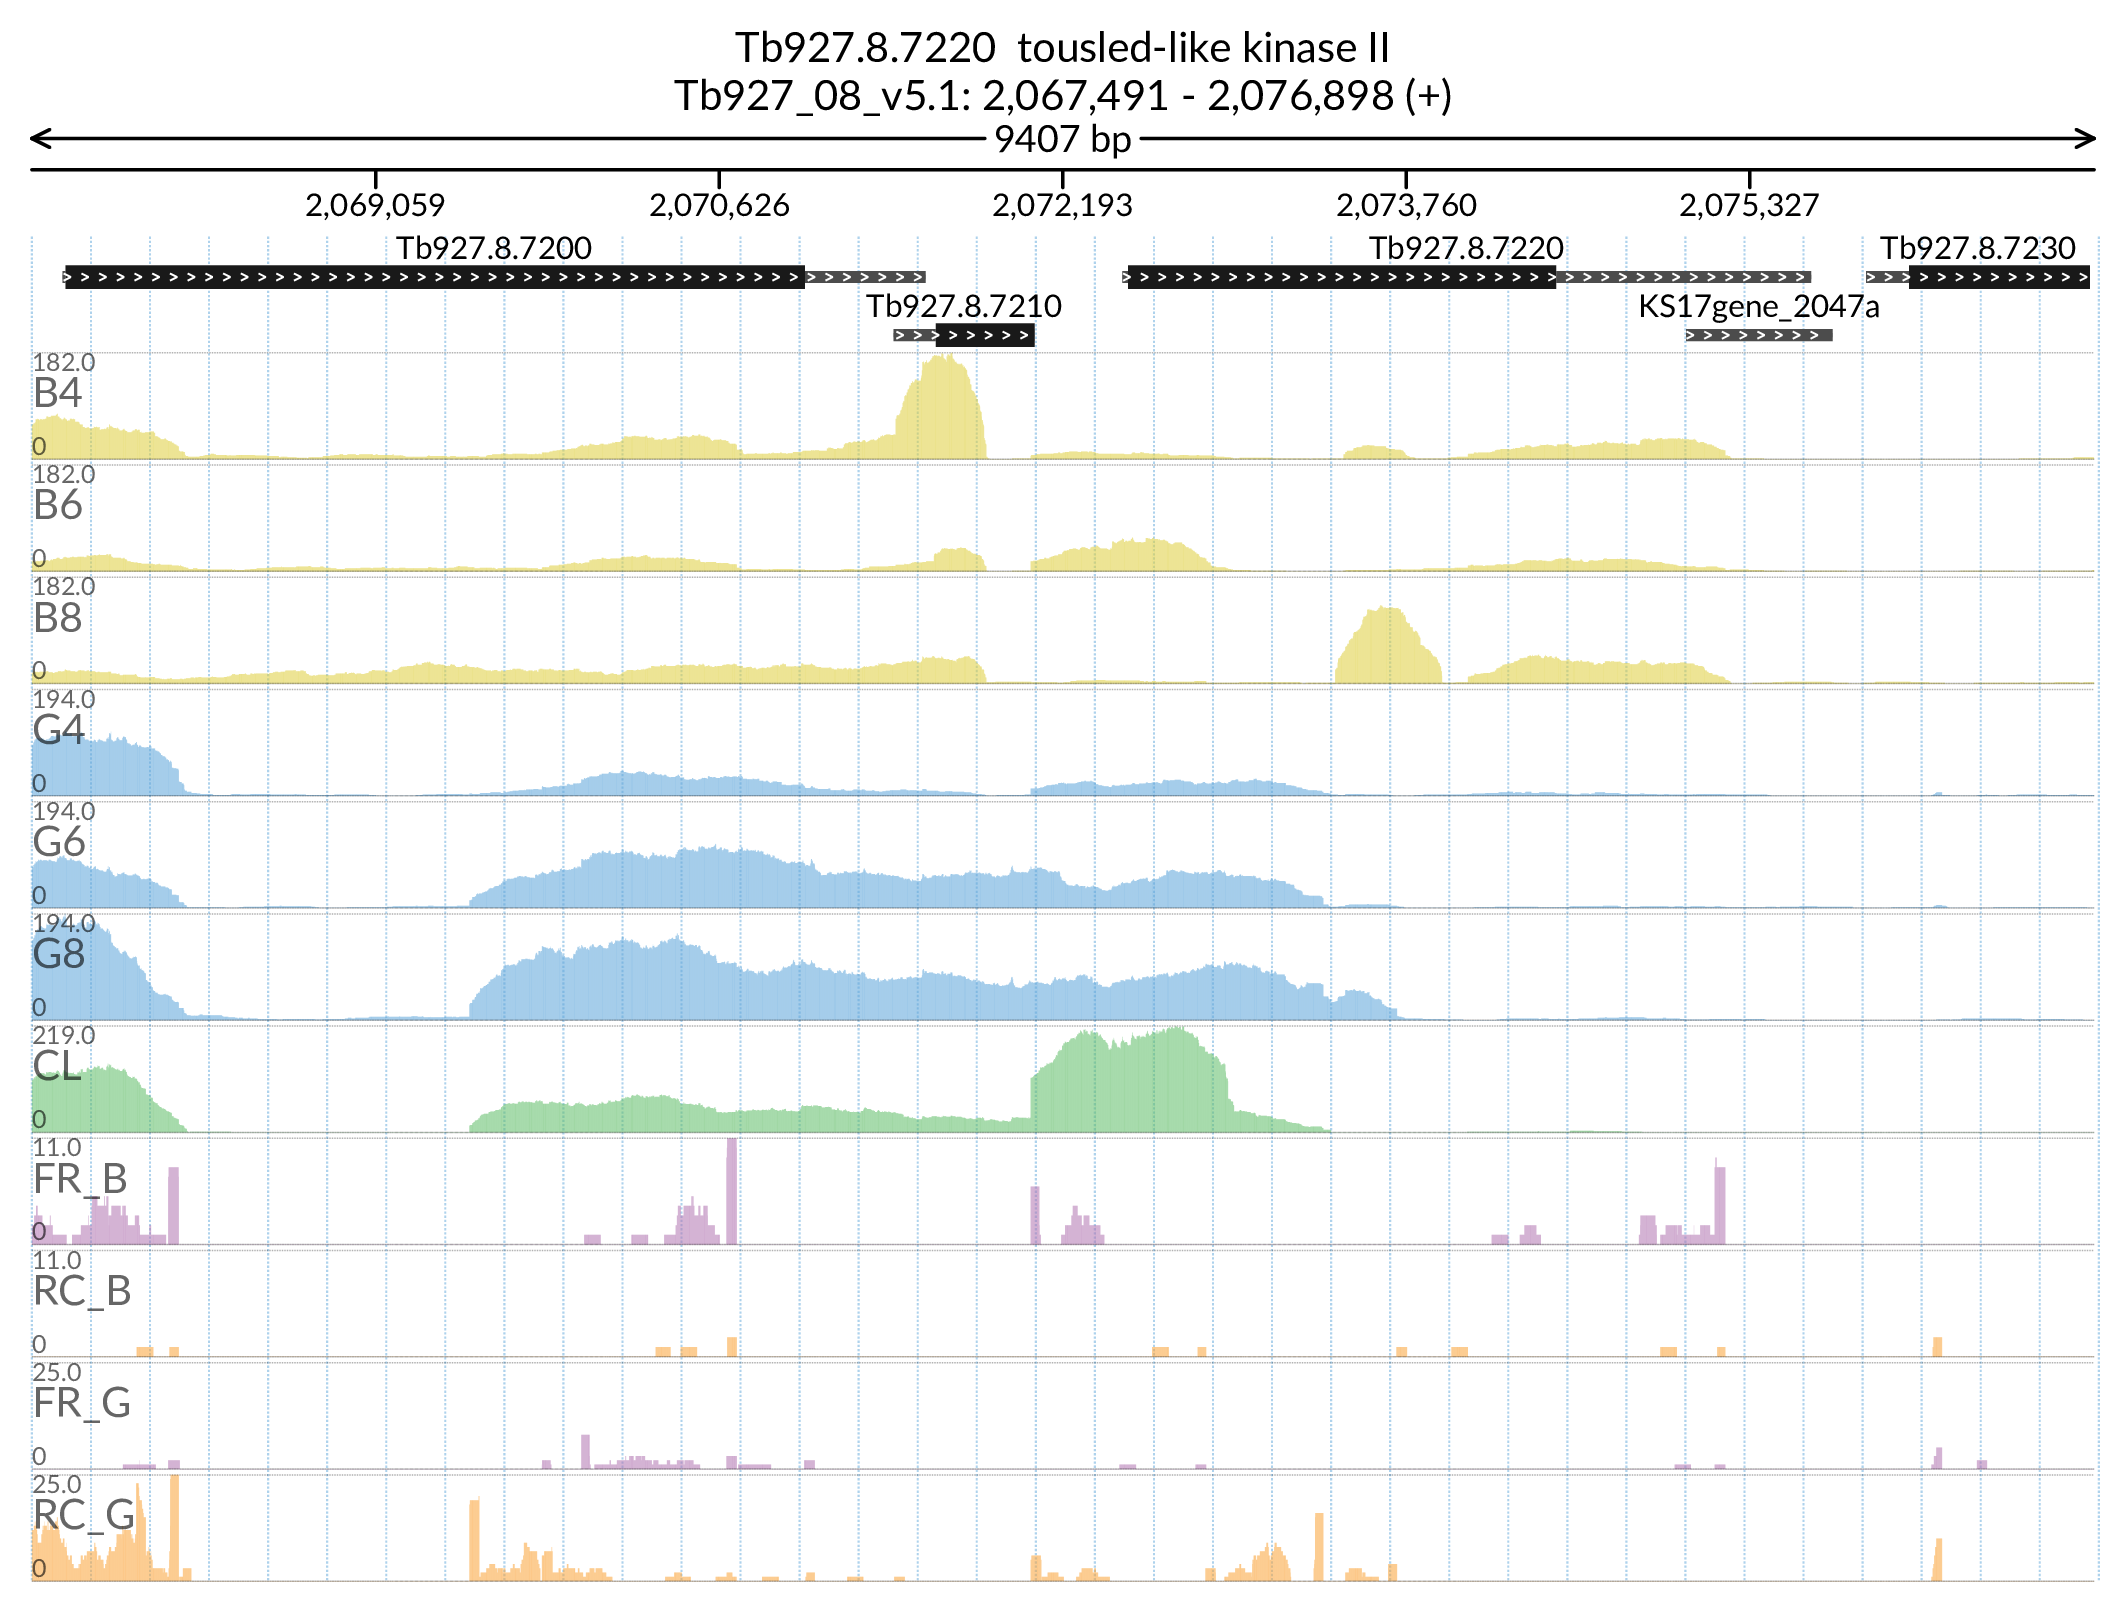 Tb927.8.7220 tousled-like kinase II
Tb927_08_v5.1: 2,067,491 - 2,076,898 (+)
9407 bp
2,069,059 2,070,626 2,072,193 2,073,760 2,075,327
Tb927.8.7200 Tb927.8.7220 Tb927.8.7230
Tb927.8.7210 KS17gene_2047a
182.0
B4
0
182.0
B6
0
182.0
B8
0
194.0
G4
0
194.0
G6
0
194.0
G8
0
219.0
CL
0
11.0
FR_B
0
11.0
RC_B
0
25.0
FR_G
0
25.0
RC_G
0